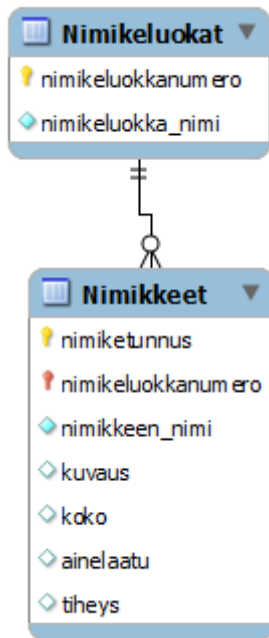 Nimikeluokat
nimikeluokkanumero
nimikeluokka_nimi
Nimikkeet
nimiketunnus
nimikeluokkanumero
nimikkeen_nimi
kuvaus
koko
ainelaatu
tiheys